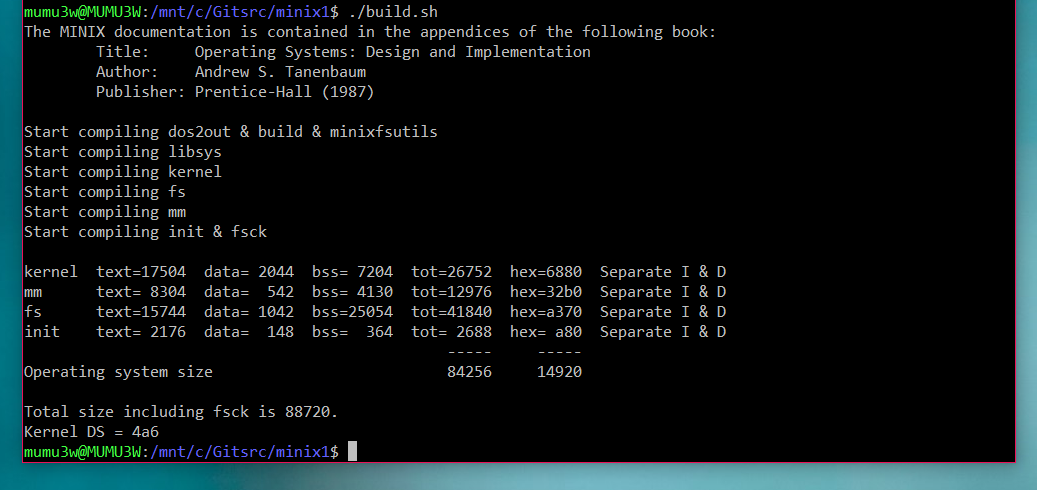 mumu3w@MUMU3W:/mnt/c/Gitsrc/minix1$ ./build.sh
The MINIX documentation is contained in the appendices of the following book:
        Title:     Operating Systems: Design and Implementation
        Author:    Andrew S. Tanenbaum
        Publisher: Prentice-Hall (1987)

Start compiling dos2out & build & minixfsutils
Start compiling libsys
Start compiling kernel
Start compiling fs
Start compiling mm
Start compiling init & fsck

kernel  text=17504  data= 2044  bss= 7204  tot=26752  hex=6880  Separate I & D
mm      text= 8304  data=  542  bss= 4130  tot=12976  hex=32b0  Separate I & D
fs      text=15744  data= 1042  bss=25054  tot=41840  hex=a370  Separate I & D
init    text= 2176  data=  148  bss=  364  tot= 2688  hex= a80  Separate I & D
                                               -----     -----
Operating system size                          84256     14920

Total size including fsck is 88720.
Kernel DS = 4a6
mumu3w@MUMU3W:/mnt/c/Gitsrc/minix1$